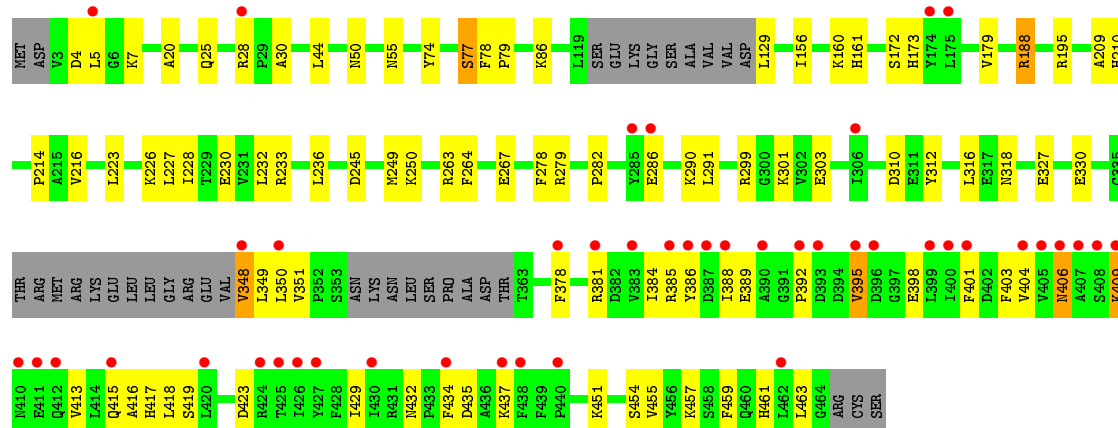 MET ASP V3 D4 L5 G6 K7 A20 Q25 R28 P29 A30 L44 N50 N55 Y74 S77 F78 P79 K86 L119 SER GLU LYS GLY SER ALA VAL VAL ASP L129 I156 K160 H161 S172 H173 Y174 L175 V179 R188 R195 A209 H210
P214 A215 V216 L223 K226 L227 I228 T229 E230 V231 L232 R233 L236 D245 M249 K250 R263 F264 E267 F278 R279 P282 Y285 E286 K290 L291 R299 G300 K301 V302 E303 I306 D310 E311 Y312 L316 E317 N318 E327 E330 C335
THR ARG MET ARG LYS GLU LEU LEU GLY ARG GLU VAL V348 L349 L350 V351 P352 S353 ASN LYS ASN LEU SER PRO ALA ASP THR T363 F378 R381 D382 V383 I384 R385 Y386 D387 I388 E389 A390 G391 P392 D393 D394 V395 D396 G397 E398 L399 I400 F401 D402 F403 V404 V405 N406 A407 S408 K409
N410 E411 Q412 V413 L414 Q415 A416 H417 L418 S419 L420 D423 R424 T425 I426 Y427 F428 I429 I430 R431 N432 P433 F434 D435 A436 K437 F438 F439 P440 K451 S454 V455 Y456 K457 S458 F459 Q460 H461 L462 L463 G464 ARG CYS SER